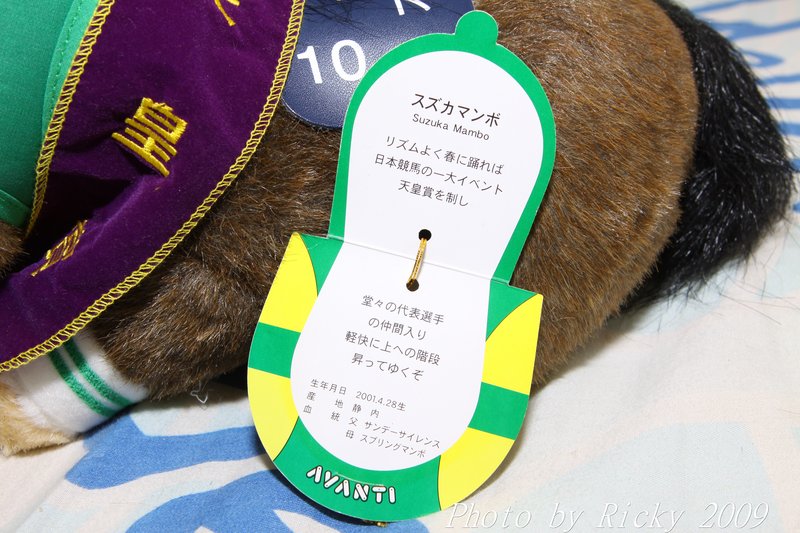 10
スズカマンボ
Suzuka Mambo
リズムよく春に踊れば
日本競馬の一大イベント
天皇賞を制し
堂々の代表選手
の仲間入り
軽快に上への階段
昇ってゆくぞ
生年月日 2001.4.28生
産地 静内
血統 父 サンデーサイレンス
母 スプリングマンボ
AVANTI
Photo by Ricky 2009